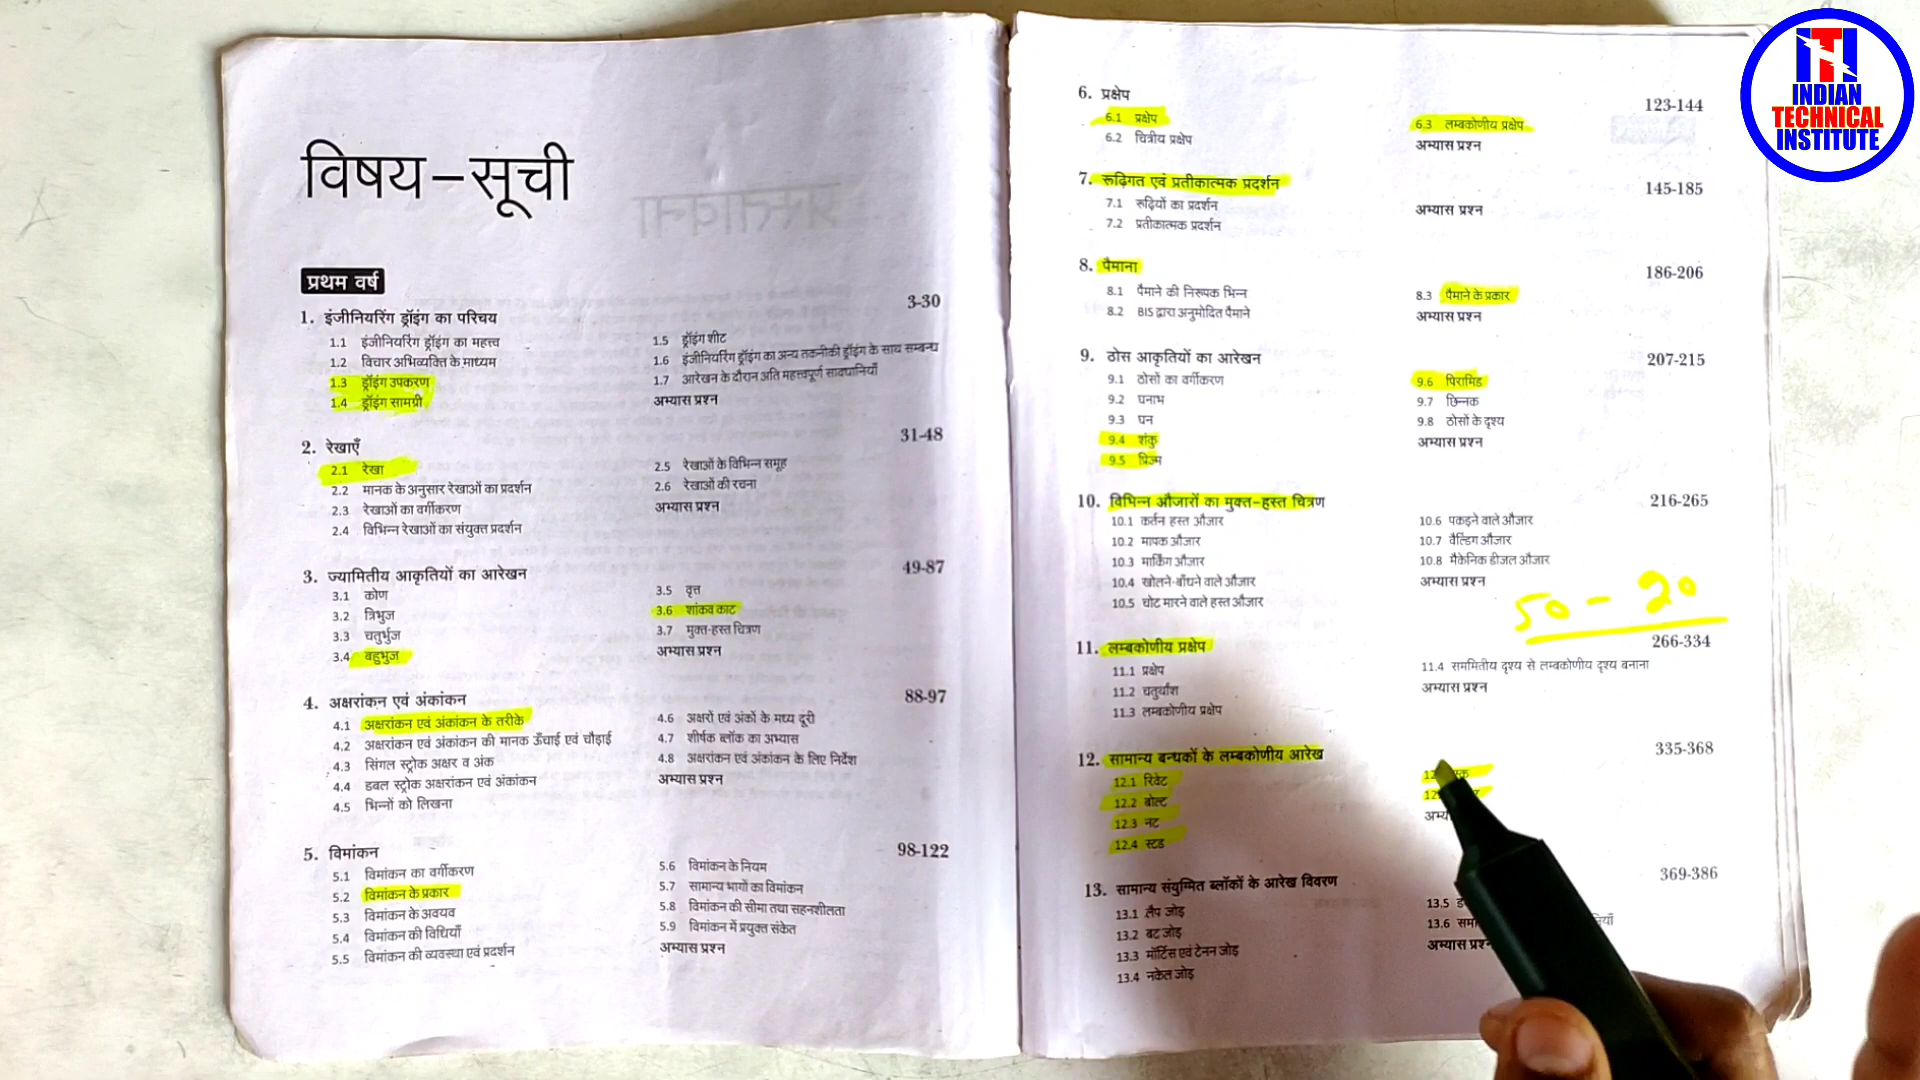 विषय–सूची
प्रथम वर्ष
1. इंजीनियरिंग ड्रॉइंग का परिचय 3-30
1.1 इंजीनियरिंग ड्रॉइंग का महत्त्व
1.2 विचार अभिव्यक्ति के माध्यम
1.3 ड्रॉइंग उपकरण
1.4 ड्रॉइंग सामग्री
1.5 ड्रॉइंग शीट
1.6 इंजीनियरिंग ड्रॉइंग का अन्य तकनीकी ड्रॉइंग के साथ सम्बन्ध
1.7 आरेखन के दौरान अति महत्त्वपूर्ण सावधानियाँ
अभ्यास प्रश्न
2. रेखाएँ 31-48
2.1 रेखा
2.2 मानक के अनुसार रेखाओं का प्रदर्शन
2.3 रेखाओं का वर्गीकरण
2.4 विभिन्न रेखाओं का संयुक्त प्रदर्शन
2.5 रेखाओं के विभिन्न समूह
2.6 रेखाओं की रचना
अभ्यास प्रश्न
3. ज्यामितीय आकृतियों का आरेखन 49-87
3.1 कोण
3.2 त्रिभुज
3.3 चतुर्भुज
3.4 बहुभुज
3.5 वृत्त
3.6 शांकव काट
3.7 मुक्त-हस्त चित्रण
अभ्यास प्रश्न
4. अक्षरांकन एवं अंकांकन 88-97
4.1 अक्षरांकन एवं अंकांकन के तरीके
4.2 अक्षरांकन एवं अंकांकन की मानक ऊँचाई एवं चौड़ाई
4.3 सिंगल स्ट्रोक अक्षर व अंक
4.4 डबल स्ट्रोक अक्षरांकन एवं अंकांकन
4.5 भिन्नों को लिखना
4.6 अक्षरों एवं अंकों के मध्य दूरी
4.7 शीर्षक ब्लॉक का अभ्यास
4.8 अक्षरांकन एवं अंकांकन के लिए निर्देश
अभ्यास प्रश्न
5. विमांकन 98-122
5.1 विमांकन का वर्गीकरण
5.2 विमांकन के प्रकार
5.3 विमांकन के अवयव
5.4 विमांकन की विधियाँ
5.5 विमांकन की व्यवस्था एवं प्रदर्शन
5.6 विमांकन के नियम
5.7 सामान्य भागों का विमांकन
5.8 विमांकन की सीमा तथा सहनशीलता
5.9 विमांकन में प्रयुक्त संकेत
अभ्यास प्रश्न
6. प्रक्षेप 123-144
6.1 प्रक्षेप
6.2 चित्रीय प्रक्षेप
6.3 लम्बकोणीय प्रक्षेप
अभ्यास प्रश्न
7. रूढ़िगत एवं प्रतीकात्मक प्रदर्शन 145-185
7.1 रूढ़ियों का प्रदर्शन
7.2 प्रतीकात्मक प्रदर्शन
अभ्यास प्रश्न
8. पैमाना 186-206
8.1 पैमाने की निरूपक भिन्न
8.2 BIS द्वारा अनुमोदित पैमाने
8.3 पैमाने के प्रकार
अभ्यास प्रश्न
9. ठोस आकृतियों का आरेखन 207-215
9.1 ठोसों का वर्गीकरण
9.2 घनाभ
9.3 घन
9.4 शंकु
9.5 प्रिज्म
9.6 पिरामिड
9.7 छिन्नक
9.8 ठोसों के दृश्य
अभ्यास प्रश्न
10. विभिन्न औजारों का मुक्त-हस्त चित्रण 216-265
10.1 कर्तन हस्त औजार
10.2 मापक औजार
10.3 मार्किंग औजार
10.4 खोलने-बाँधने वाले औजार
10.5 चोट मारने वाले हस्त औजार
10.6 पकड़ने वाले औजार
10.7 वैल्डिंग औजार
10.8 मैकेनिक डीजल औजार
अभ्यास प्रश्न
50 - 20
11. लम्बकोणीय प्रक्षेप 266-334
11.1 प्रक्षेप
11.2 चतुर्थांश
11.3 लम्बकोणीय प्रक्षेप
11.4 सममितीय दृश्य से लम्बकोणीय दृश्य बनाना
अभ्यास प्रश्न
12. सामान्य बन्धकों के लम्बकोणीय आरेख 335-368
12.1 रिवेट
12.2 बोल्ट
12.3 नट
12.4 स्टड
13. सामान्य संयुग्मित ब्लॉकों के आरेख विवरण 369-386
13.1 लैप जोड़
13.2 बट जोड़
13.3 मॉर्टिस एवं टेनन जोड़
13.4 नकेल जोड़
13.5
13.6
अभ्यास प्रश्न
ITI
INDIAN
TECHNICAL
INSTITUTE